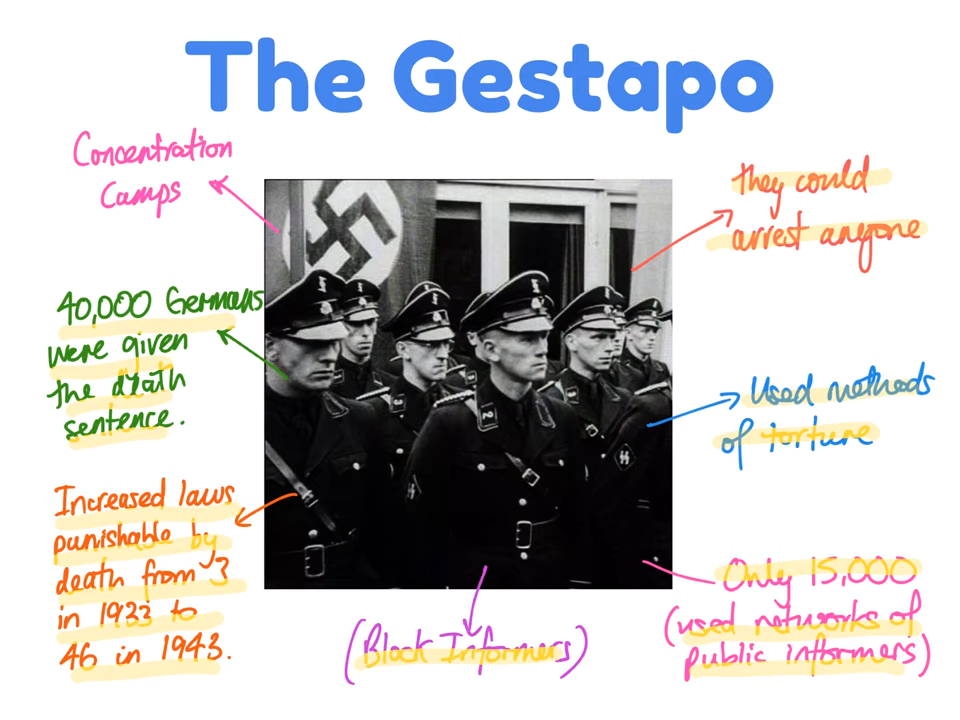 The Gestapo
Concentration
Camps
they could
arrest anyone
40,000 Germans
were given
the death
sentence.
Used methods
of torture
Increased laws
punishable by
death from 3
in 1933 to
46 in 1943.
(Block Informers)
Only 15,000
(used networks of
public informers)